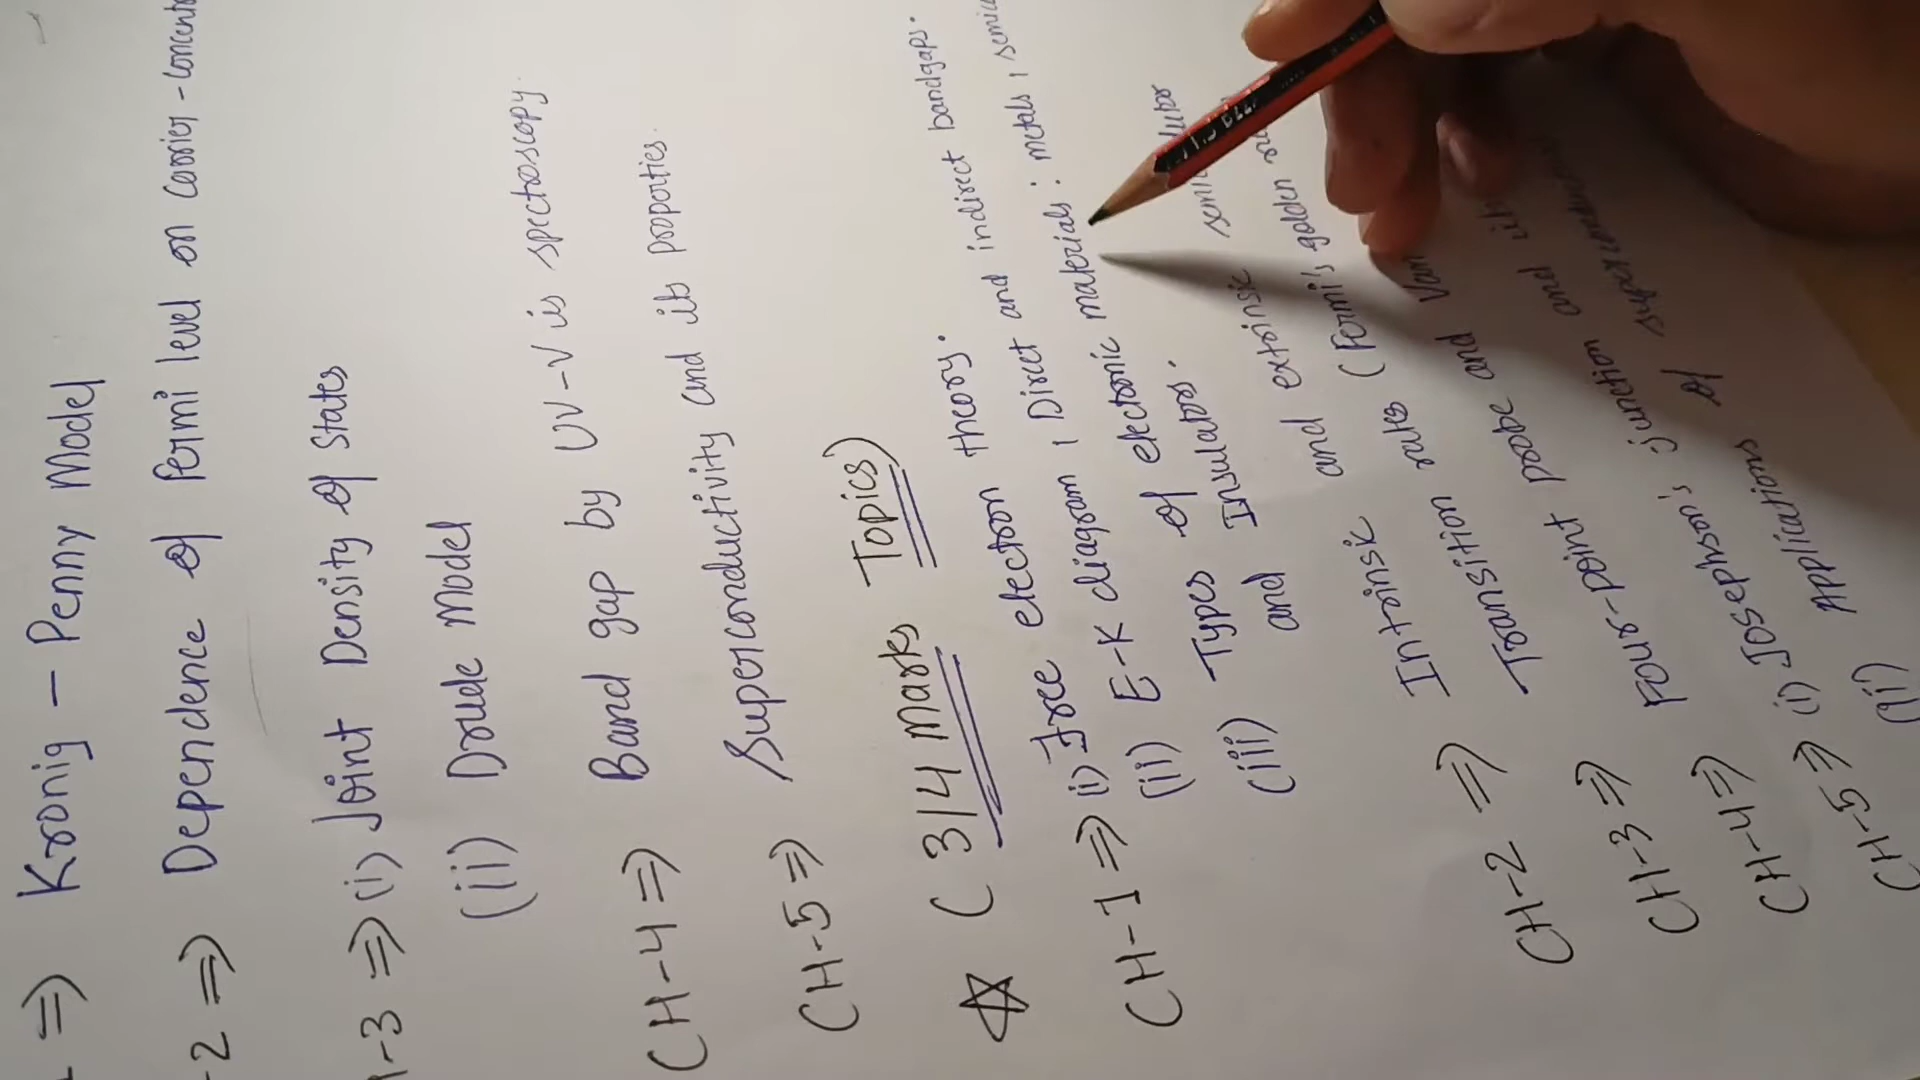 ⇒ Kronig - Penny Model
-2 ⇒ Dependence of fermi level on carrier -
-3 ⇒ (i) Joint Density of States
(ii) Drude Model
CH-4 ⇒ Band gap by UV-V is spectroscopy.
CH-5 ⇒ Superconductivity and its properties.
☆ ( 3/4 marks Topics)
CH-1 ⇒ (i) Free electron theory.
(ii) E-K diagram, Direct and indirect bandgaps.
(iii) Types of electronic materials: metals,
and Insulators.
CH-2 ⇒ Intrinsic and extrinsic
Transition rates (Fermi's golden
CH-3 ⇒ Four-point probe and
CH-4 ⇒ (i) Josephson's junction and
CH-5 ⇒ (ii) Applications of